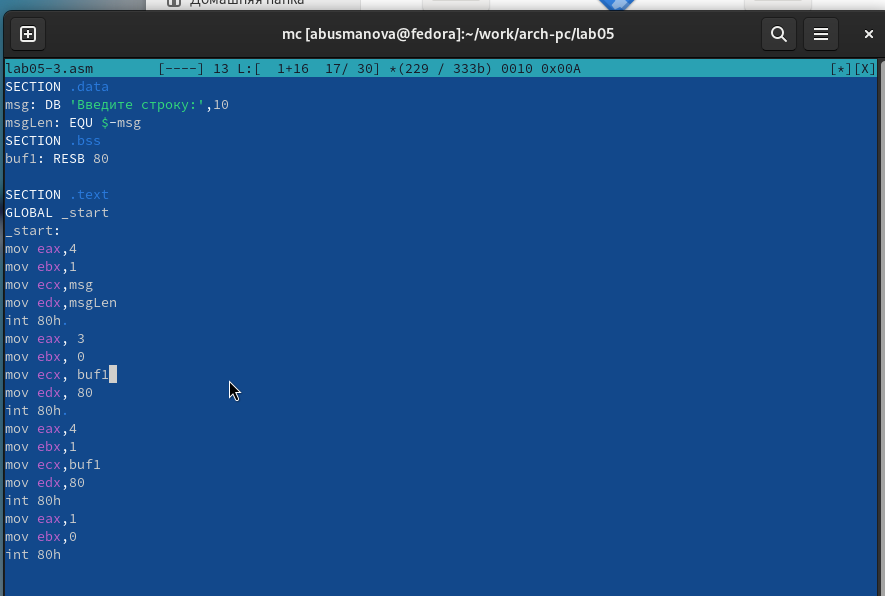 Домашняя папка
mc [abusmanova@fedora]:~/work/arch-pc/lab05
lab05-3.asm [----] 13 L:[ 1+16 17/ 30] *(229 / 333b) 0010 0x00A [*][X]
SECTION .data
msg: DB 'Введите строку:',10
msgLen: EQU $-msg
SECTION .bss
buf1: RESB 80
SECTION .text
GLOBAL _start
_start:
mov eax,4
mov ebx,1
mov ecx,msg
mov edx,msgLen
int 80h.
mov eax, 3
mov ebx, 0
mov ecx, buf1
mov edx, 80
int 80h.
mov eax,4
mov ebx,1
mov ecx,buf1
mov edx,80
int 80h
mov eax,1
mov ebx,0
int 80h